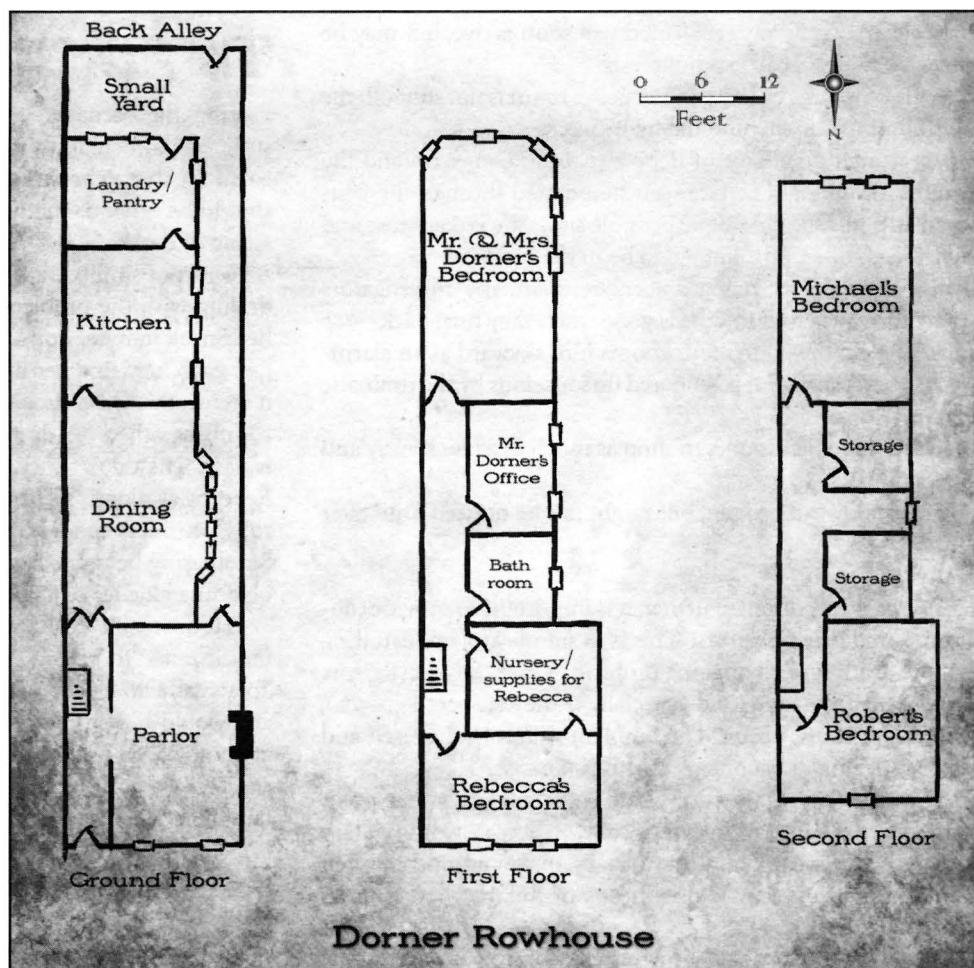 Back Alley
Small
Yard
Laundry/
Pantry
Kitchen
Dining
Room
Parlor
Ground Floor
0 6 12
Feet
N
Mr. & Mrs.
Dorner's
Bedroom
Mr.
Dorner's
Office
Bath
room
Nursery/
supplies for
Rebecca
Rebecca's
Bedroom
First Floor
Michael's
Bedroom
Storage
Storage
Robert's
Bedroom
Second Floor
Dorner Rowhouse